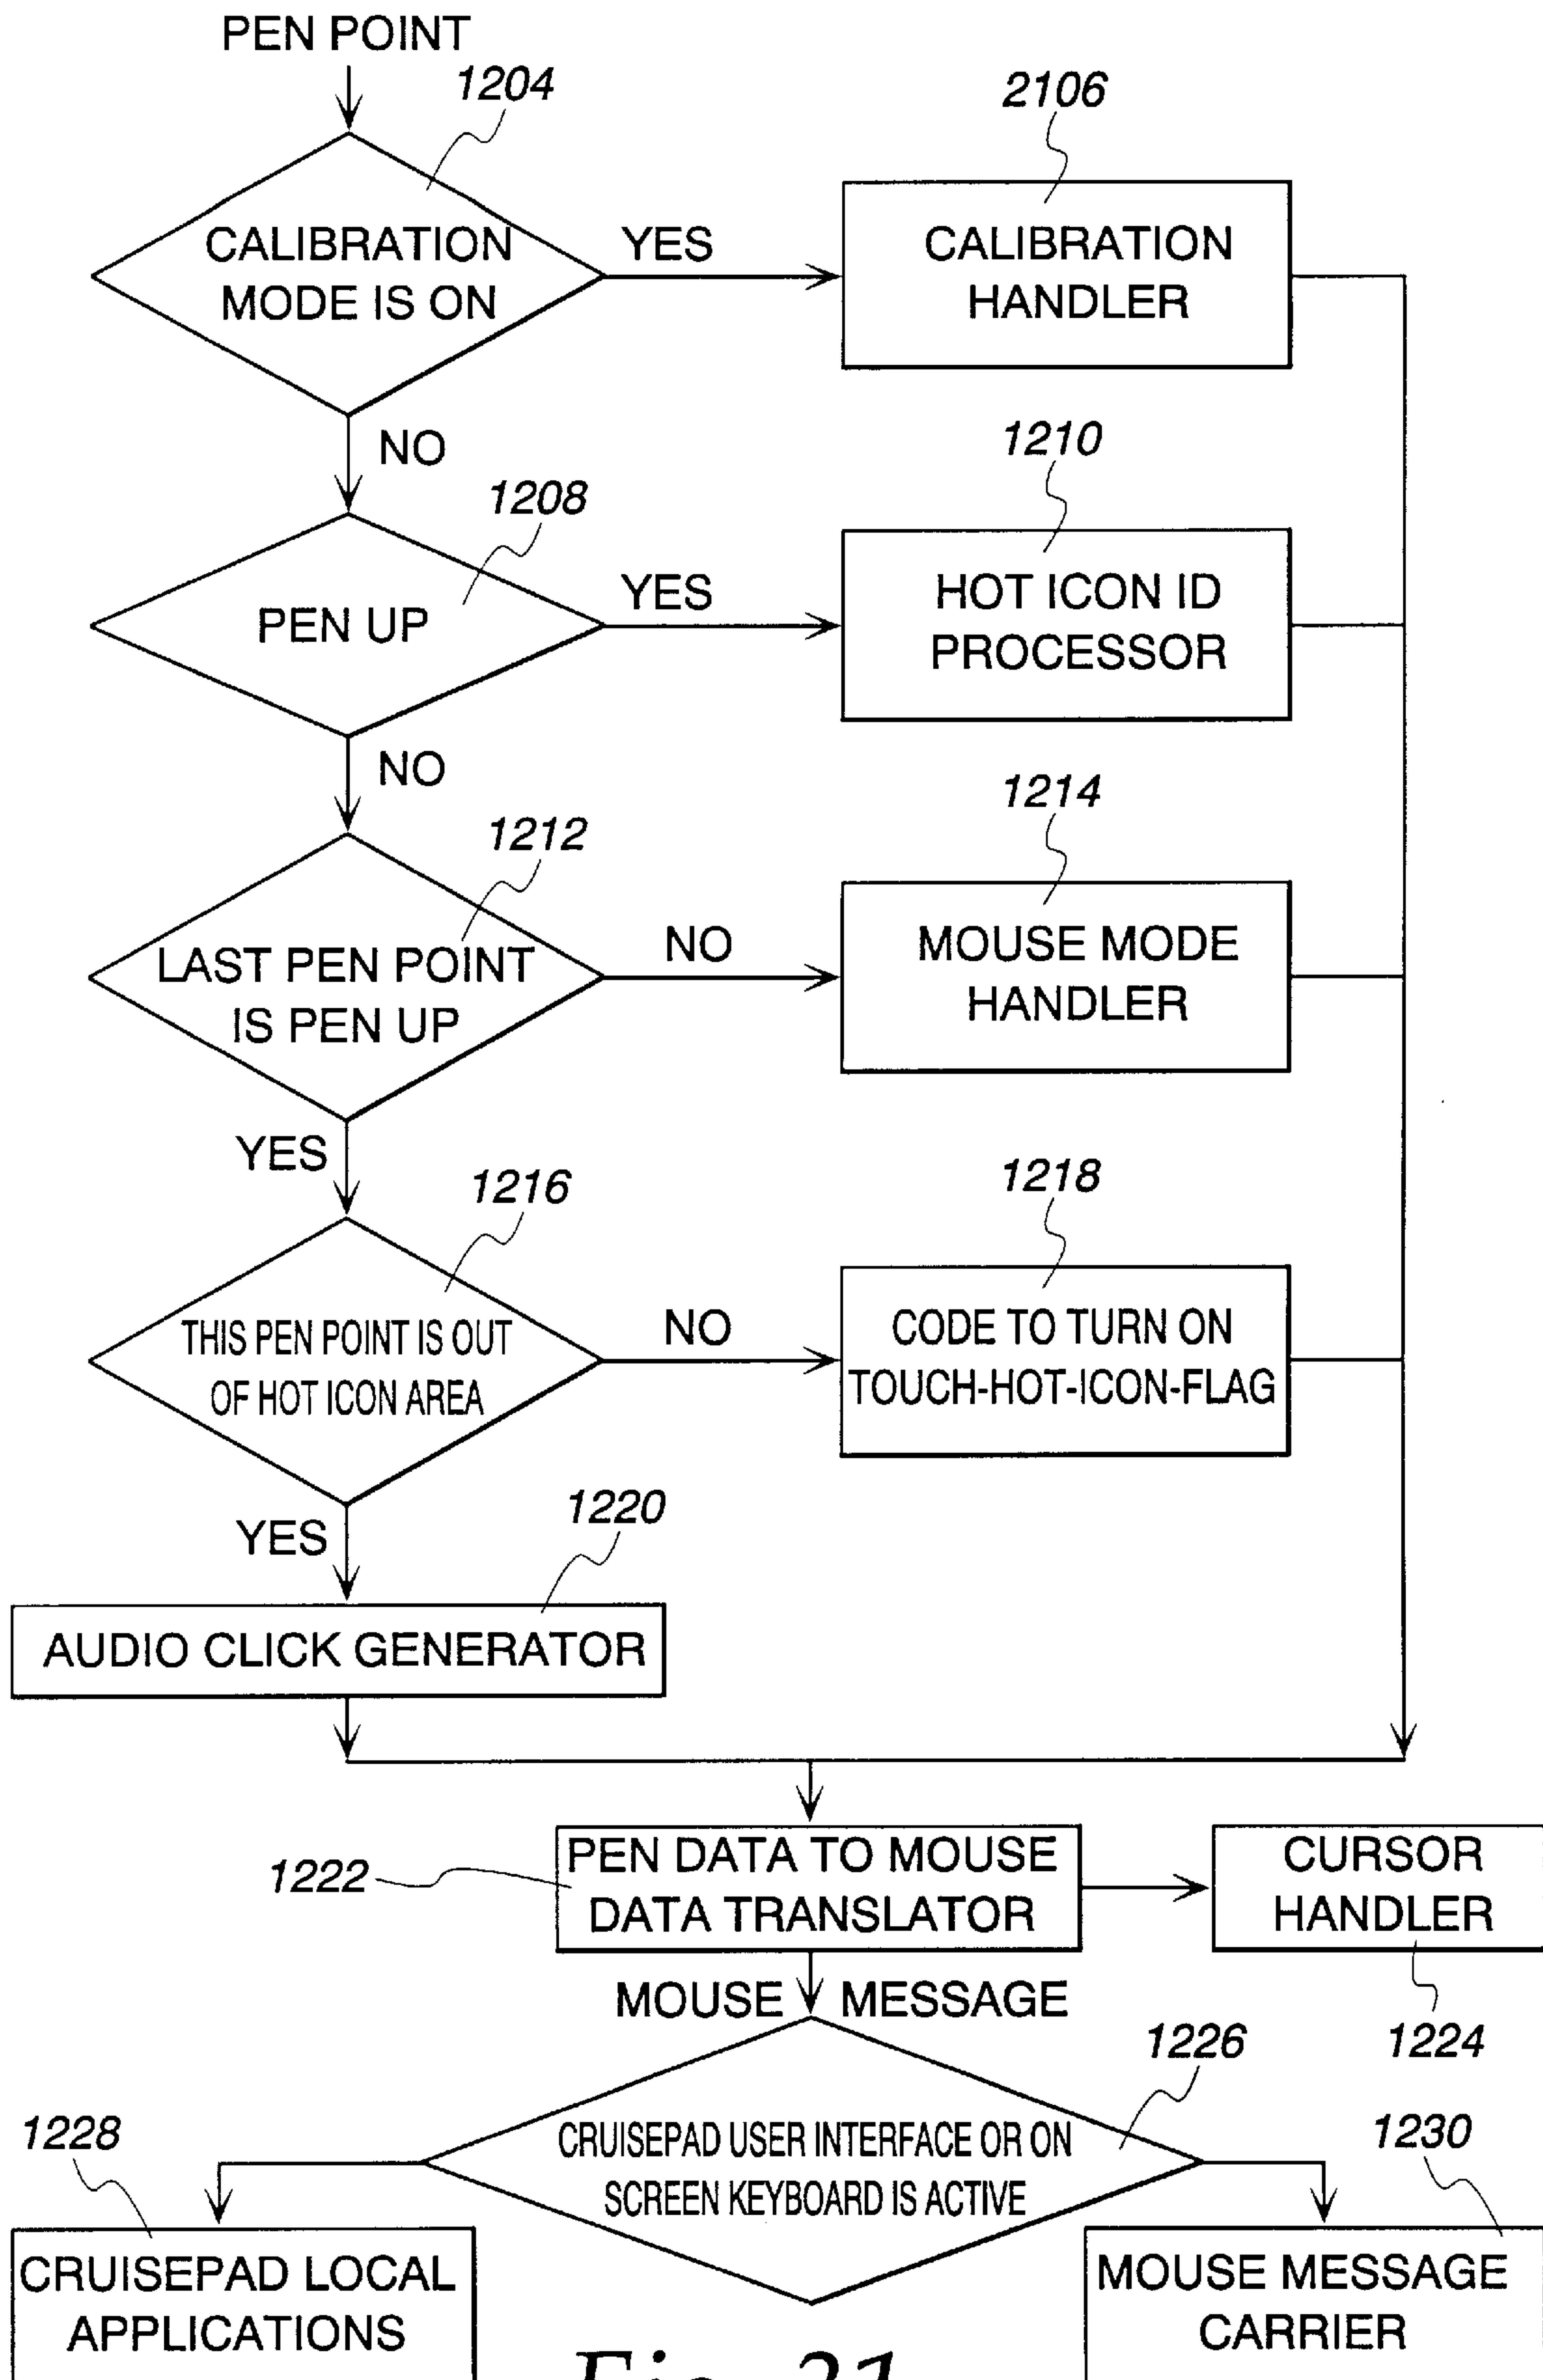 PEN POINT
1204
2106
CALIBRATION
MODE IS ON
YES
CALIBRATION
HANDLER
NO
1208
1210
PEN UP
YES
HOT ICON ID
PROCESSOR
NO
1212
1214
LAST PEN POINT
IS PEN UP
NO
MOUSE MODE
HANDLER
YES
1216
1218
THIS PEN POINT IS OUT
OF HOT ICON AREA
NO
CODE TO TURN ON
TOUCH-HOT-ICON-FLAG
YES
1220
AUDIO CLICK GENERATOR
1222
PEN DATA TO MOUSE
DATA TRANSLATOR
CURSOR
HANDLER
MOUSE MESSAGE
1224
1226
1228
CRUISEPAD USER INTERFACE OR ON
SCREEN KEYBOARD IS ACTIVE
1230
CRUISEPAD LOCAL
APPLICATIONS
MOUSE MESSAGE
CARRIER
Fig. 21